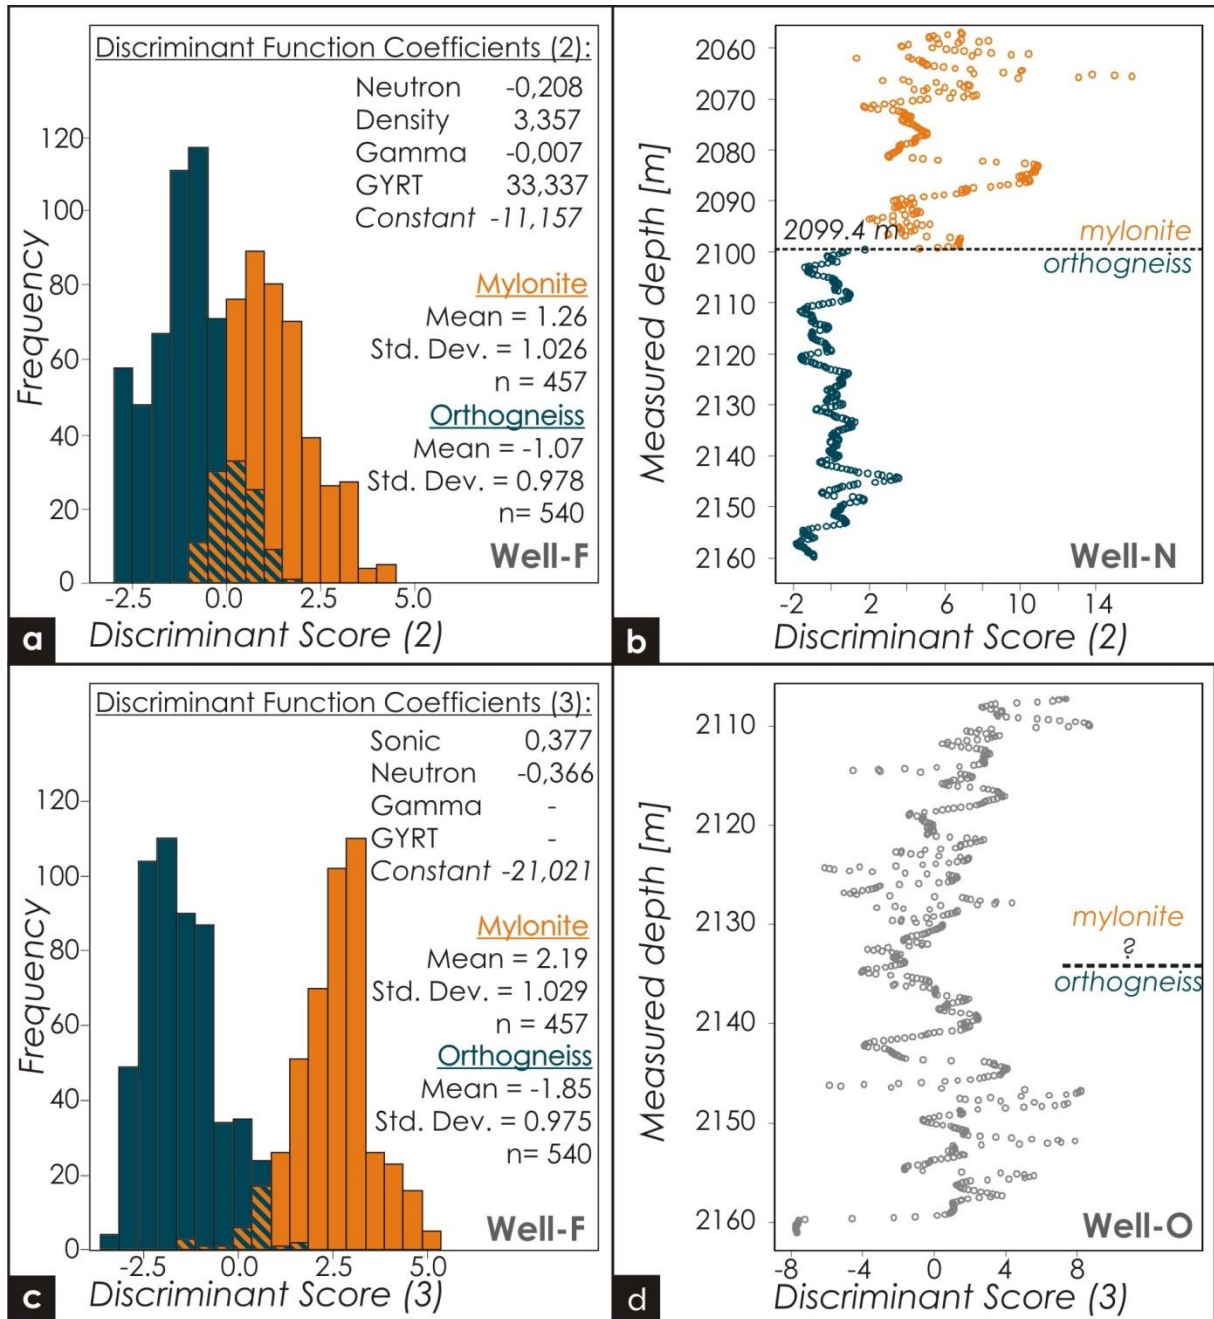 Discriminant Function Coefficients (2):
Neutron -0,208
Density 3,357
Gamma -0,007
GYRT 33,337
Constant -11,157
Mylonite
Mean = 1.26
Std. Dev. = 1.026
n = 457
Orthogneiss
Mean = -1.07
Std. Dev. = 0.978
n= 540
Well-F
Frequency
120
100
80
60
40
20
0
-2.5 0.0 2.5 5.0
a
Discriminant Score (2)
Measured depth [m]
2060
2070
2080
2090
2100
2110
2120
2130
2140
2150
2160
2099.4 m
mylonite
orthogneiss
Well-N
-2 2 6 10 14
b
Discriminant Score (2)
Discriminant Function Coefficients (3):
Sonic 0,377
Neutron -0,366
Gamma -
GYRT -
Constant -21,021
Mylonite
Mean = 2.19
Std. Dev. = 1.029
n = 457
Orthogneiss
Mean = -1.85
Std. Dev. = 0.975
n= 540
Well-F
Frequency
120
100
80
60
40
20
0
-2.5 0.0 2.5 5.0
c
Discriminant Score (3)
Measured depth [m]
2110
2120
2130
2140
2150
2160
mylonite
?
orthogneiss
Well-O
-8 -4 0 4 8
d
Discriminant Score (3)